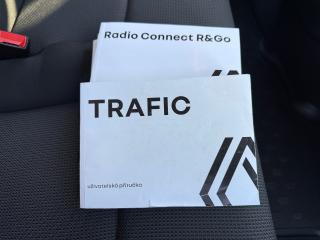 Radio Connect R&Go
TRAFIC
uživatelská příručka